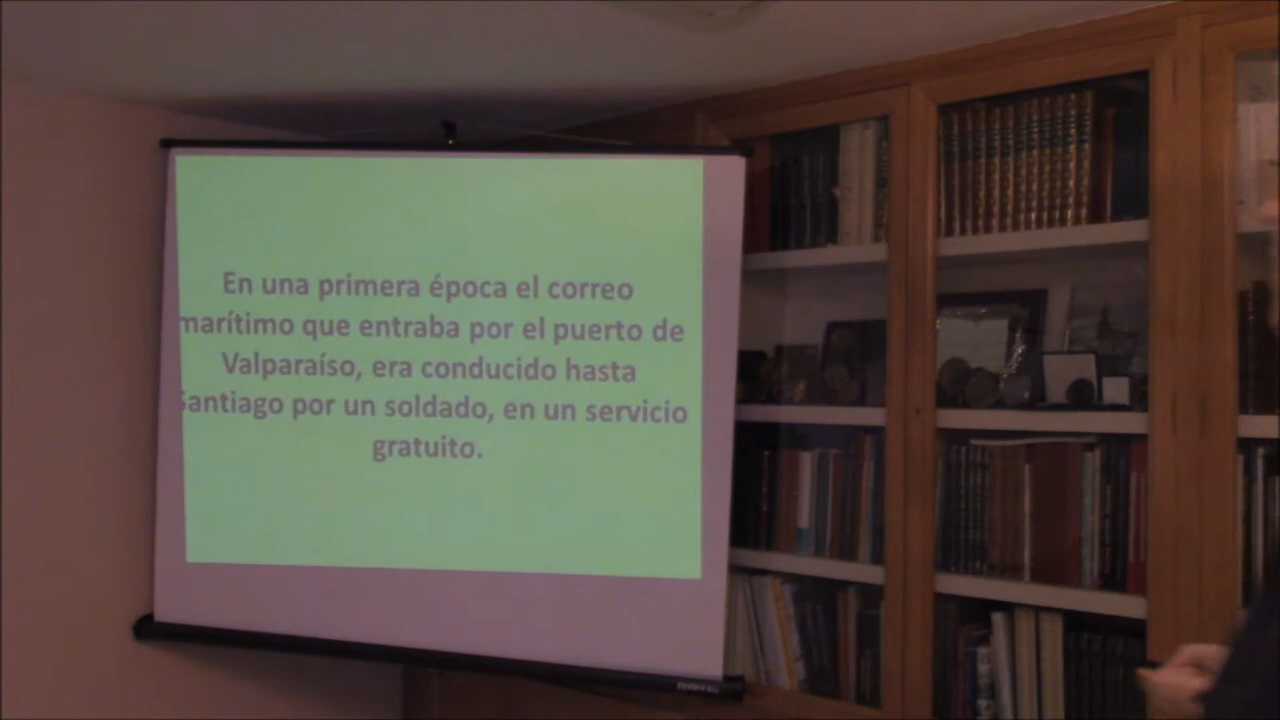 En una primera época el correo
marítimo que entraba por el puerto de
Valparaíso, era conducido hasta
Santiago por un soldado, en un servicio
gratuito.